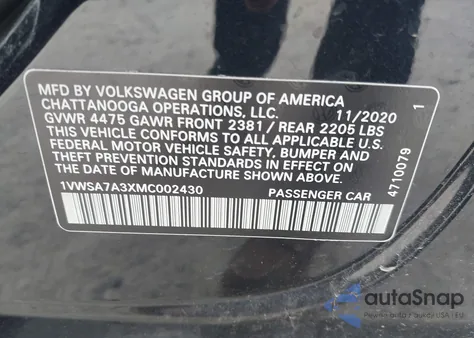 MFD BY VOLKSWAGEN GROUP OF AMERICA
CHATTANOOGA OPERATIONS, LLC. 11/2020
GVWR 4475 GAWR FRONT 2381 / REAR 2205 LBS
THIS VEHICLE CONFORMS TO ALL APPLICABLE U.S.
FEDERAL MOTOR VEHICLE SAFETY, BUMPER AND
THEFT PREVENTION STANDARDS IN EFFECT ON
THE DATE OF MANUFACTURE SHOWN ABOVE.
1VWSA7A3XMC002430 PASSENGER CAR
4710079
1
autoSnap